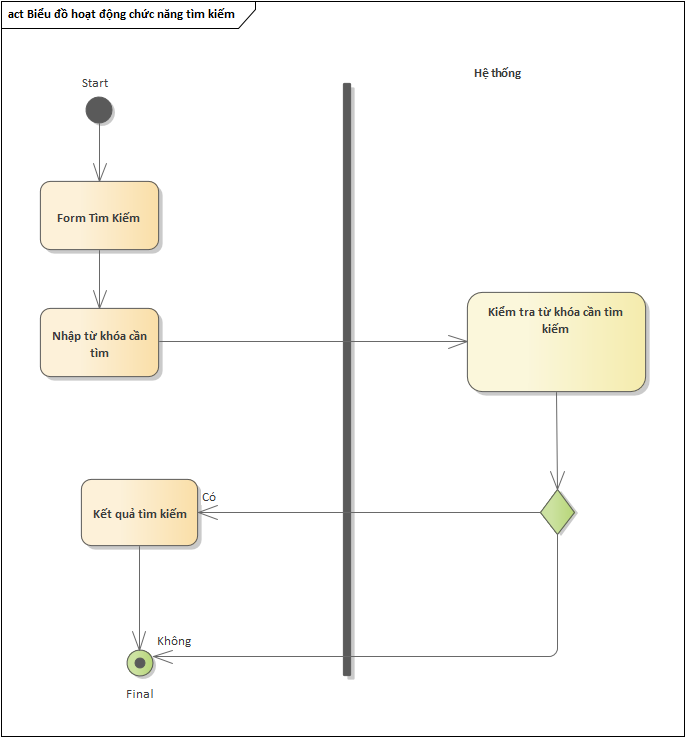 act Biểu đồ hoạt động chức năng tìm kiếm
Start
Hệ thống
Form Tìm Kiếm
Nhập từ khóa cần
tìm
Kiểm tra từ khóa cần tìm
kiếm
Có
Kết quả tìm kiếm
Không
Final